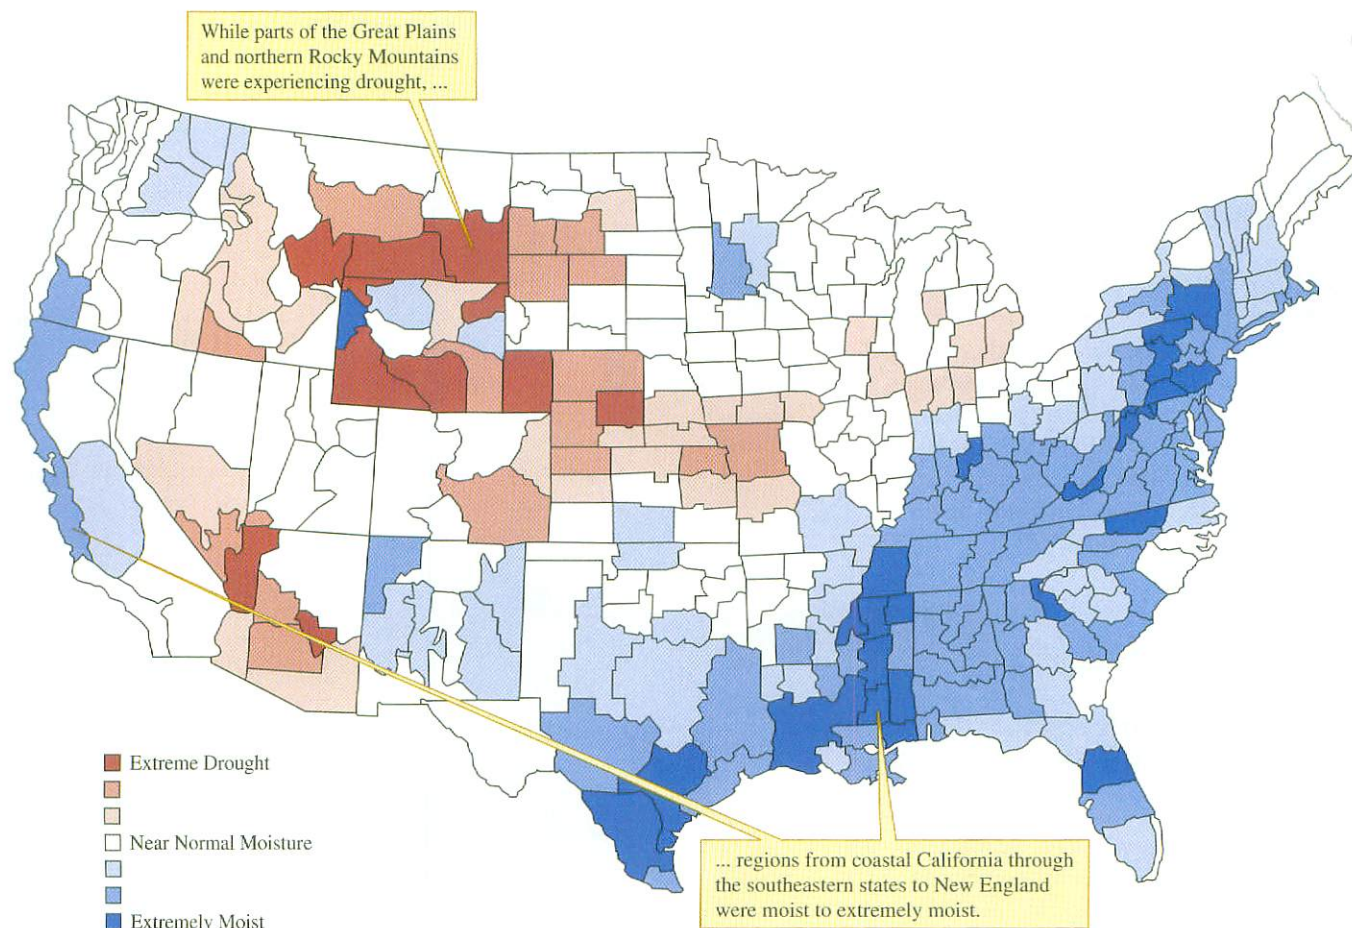 While parts of the Great Plains
and northern Rocky Mountains
were experiencing drought, ...
Extreme Drought
Near Normal Moisture
Extremely Moist
... regions from coastal California through
the southeastern states to New England
were moist to extremely moist.